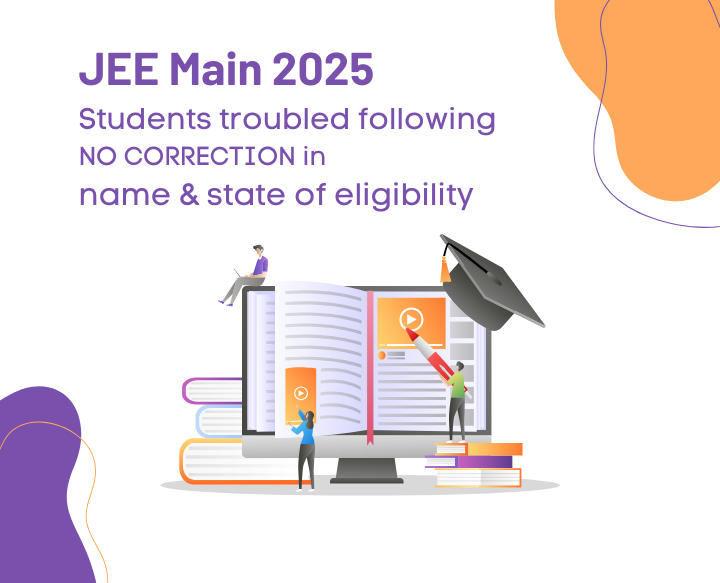 JEE Main 2025
Students troubled following
NO CORRECTION in
name & state of eligibility